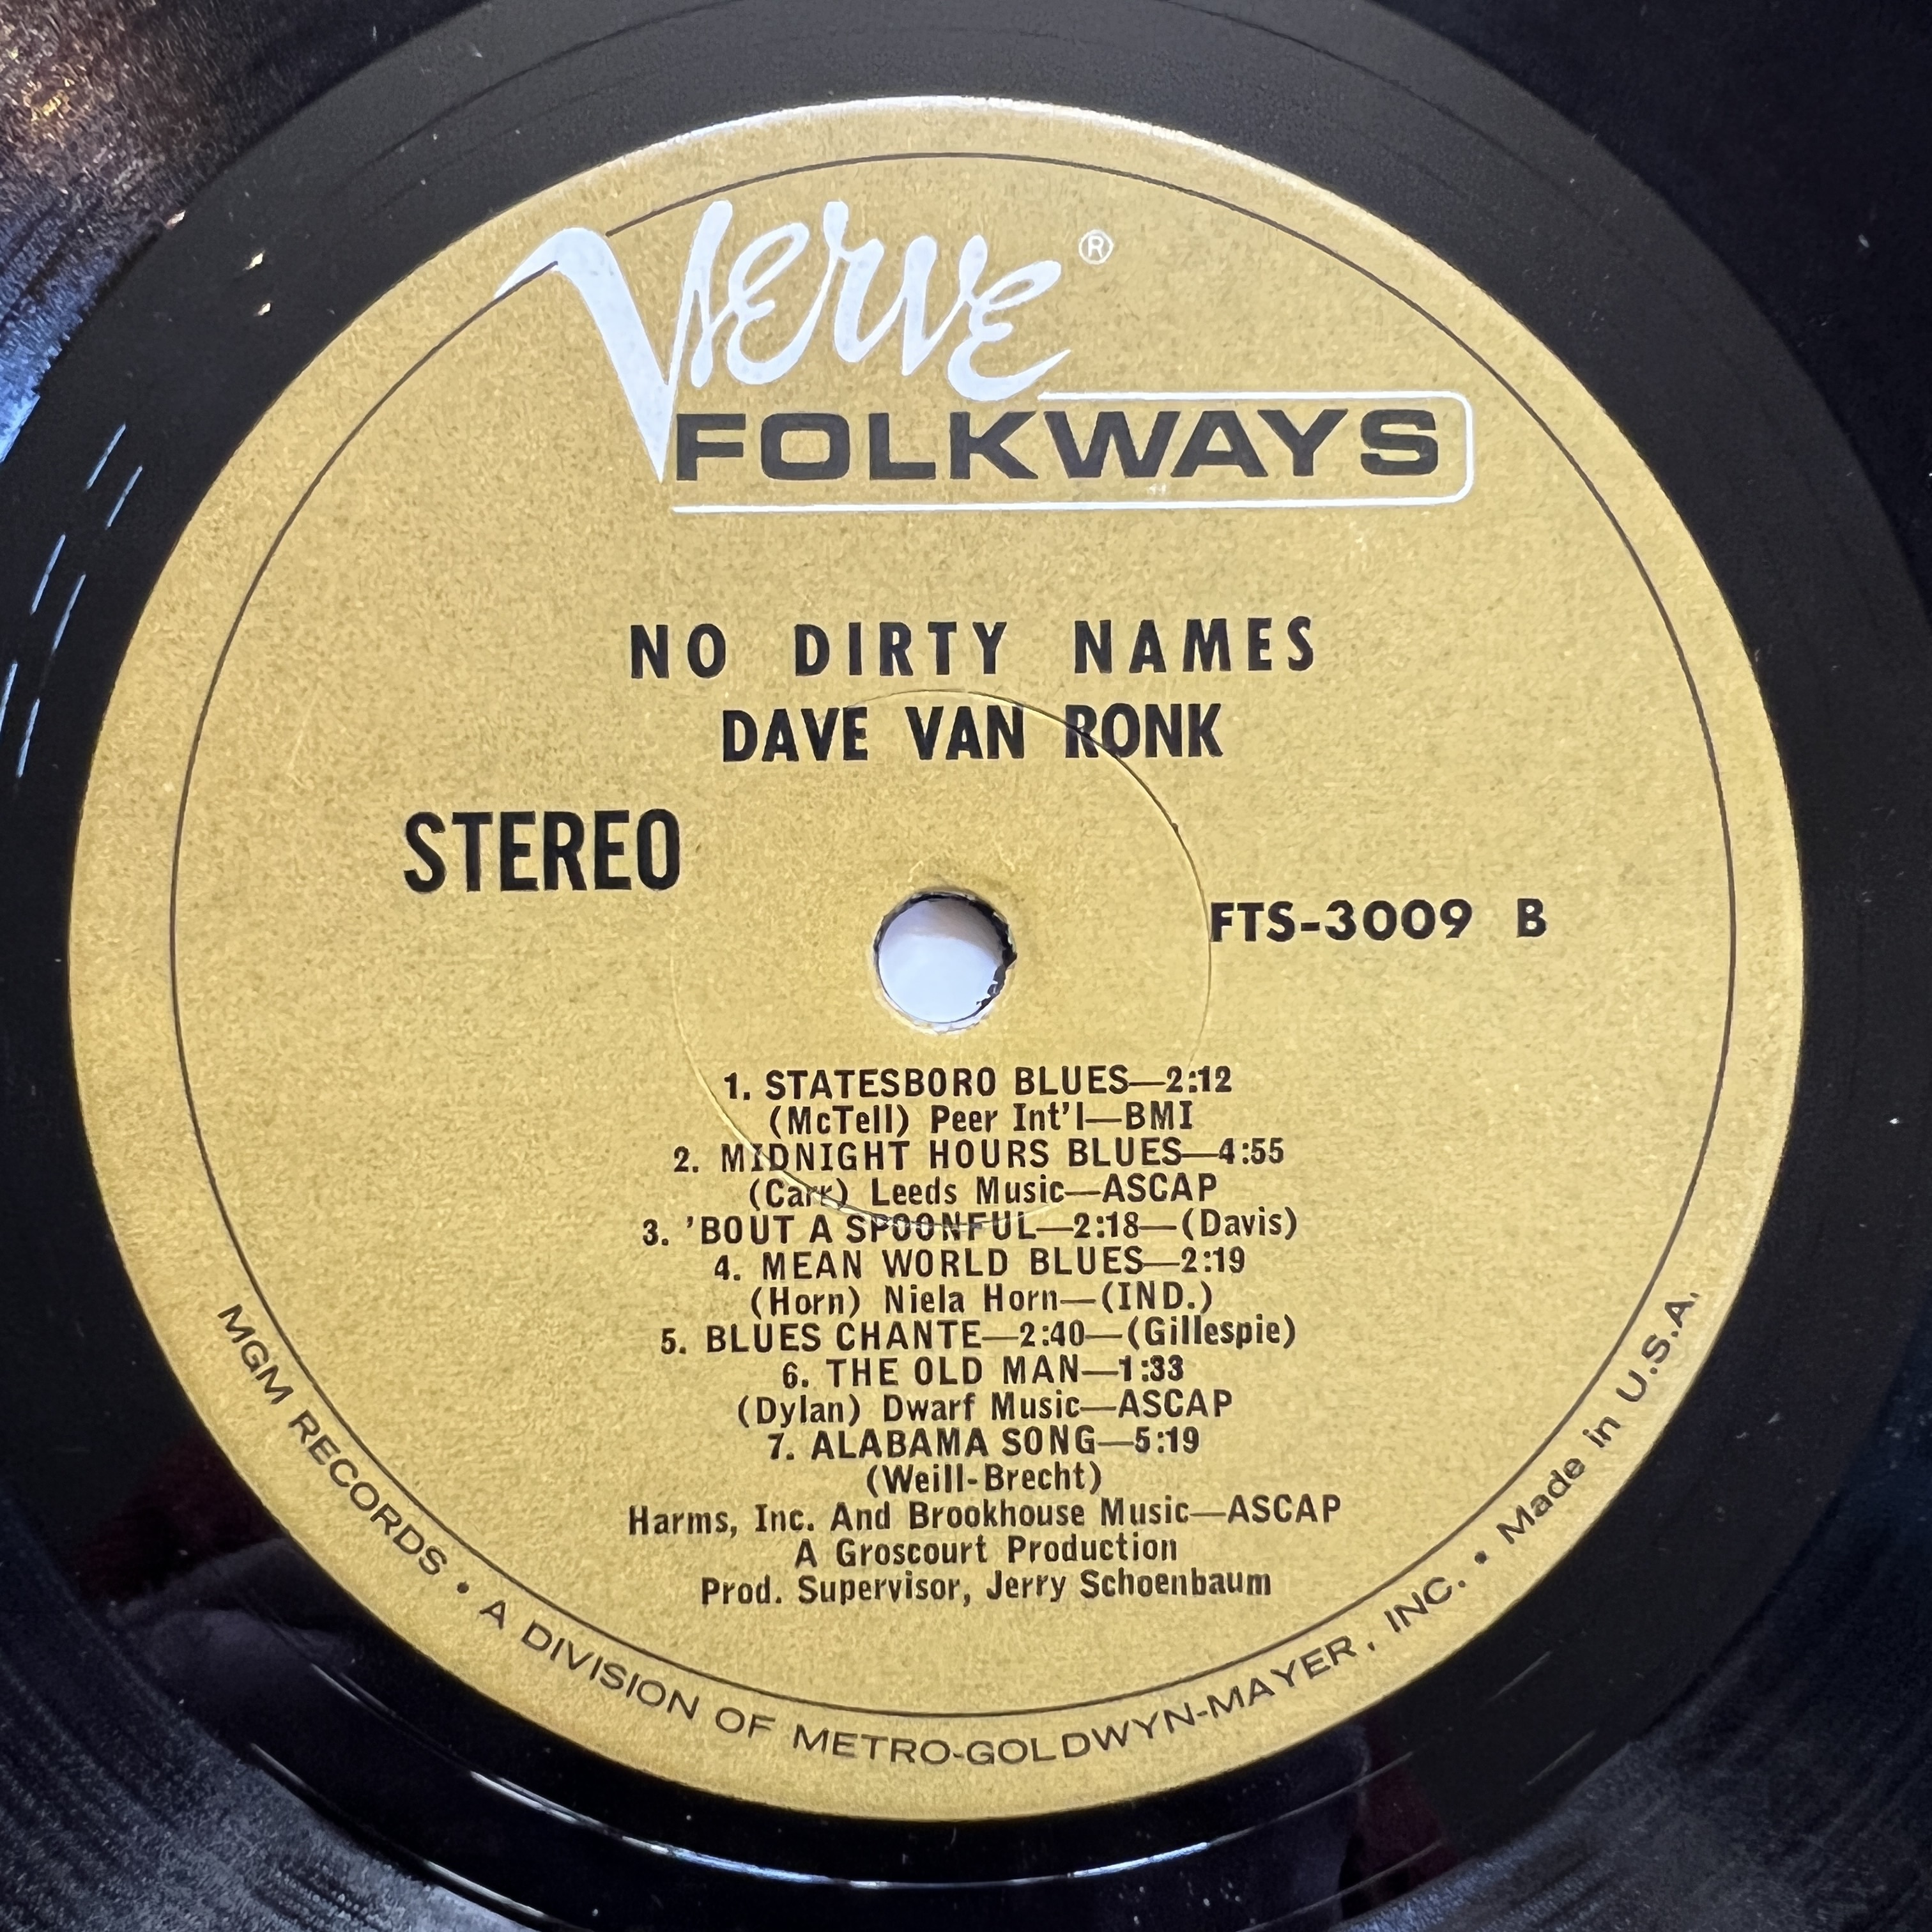 Verve ®
FOLKWAYS
NO DIRTY NAMES
DAVE VAN RONK
STEREO
FTS-3009 B
1. STATESBORO BLUES—2:12
(McTell) Peer Int'l—BMI
2. MIDNIGHT HOURS BLUES—4:55
(Carr) Leeds Music—ASCAP
3. 'BOUT A SPOONFUL—2:18—(Davis)
4. MEAN WORLD BLUES—2:19
(Horn) Niela Horn—(IND.)
5. BLUES CHANTE—2:40—(Gillespie)
6. THE OLD MAN—1:33
(Dylan) Dwarf Music—ASCAP
7. ALABAMA SONG—5:19
(Weill-Brecht)
Harms, Inc. And Brookhouse Music—ASCAP
A Groscourt Production
Prod. Supervisor, Jerry Schoenbaum
MGM RECORDS • A DIVISION OF METRO-GOLDWYN-MAYER, INC. • Made in U.S.A.